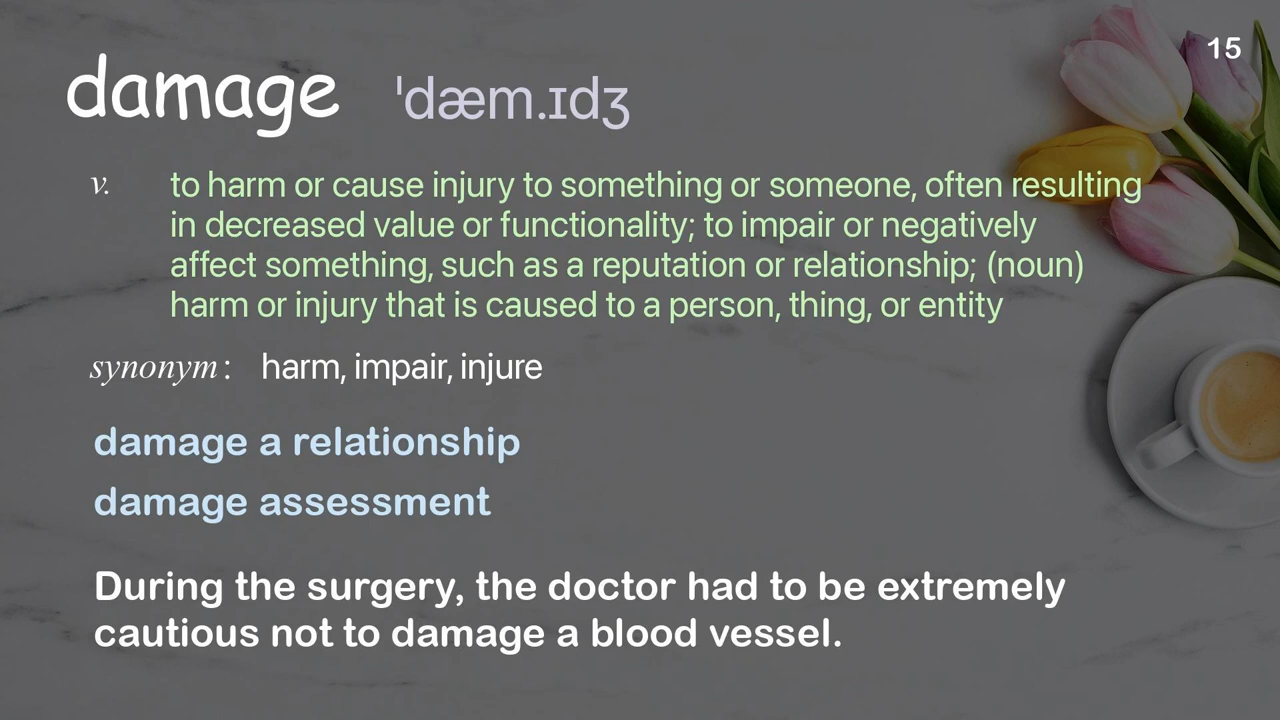 15
damage ˈdæm.ɪdʒ
v. to harm or cause injury to something or someone, often resulting
in decreased value or functionality; to impair or negatively
affect something, such as a reputation or relationship; (noun)
harm or injury that is caused to a person, thing, or entity
synonym: harm, impair, injure
damage a relationship
damage assessment
During the surgery, the doctor had to be extremely
cautious not to damage a blood vessel.